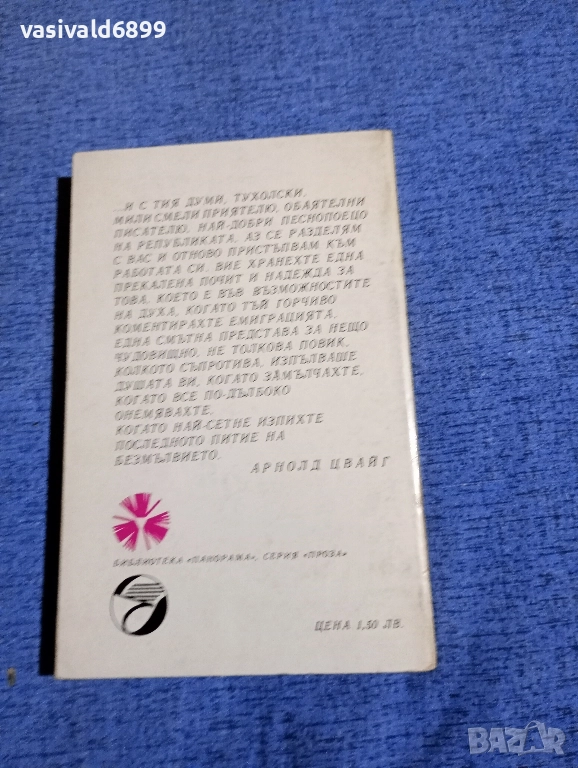 vasivald6899
...И С ТИЯ ДУМИ, ТУХОЛСКИ,
МИЛИ СМЕЛИ ПРИЯТЕЛЮ, ОБАЯТЕЛНИ
ПИСАТЕЛЮ, НАЙ-ДОБРИ ПЕСНОПОЕЦО
НА РЕПУБЛИКАТА, АЗ СЕ РАЗДЕЛЯМ
С ВАС И ОТНОВО ПРИСТЪПВАМ КЪМ
РАБОТАТА СИ. ВИЕ ХРАНЕХТЕ ЕДНА
ПРЕКАЛЕНА ПОЧИТ И НАДЕЖДА ЗА
ТОВА, КОЕТО Е ВЪВ ВЪЗМОЖНОСТИТЕ
НА ДУХА, КОГАТО ТЪЙ ГОРЧИВО
КОМЕНТИРАХТЕ ЕМИГРАЦИЯТА.
ЕДНА СМЪТНА ПРЕДСТАВА ЗА НЕЩО
ЧУДОВИЩНО, НЕ ТОЛКОВА ПОВИК,
КОЛКОТО СЪПРОТИВА, ИЗПЪЛВАШЕ
ДУШАТА ВИ, КОГАТО ЗАМЪЛЧАХТЕ,
КОГАТО ВСЕ ПО-ДЪЛБОКО
ОНЕМЯВАХТЕ.
КОГАТО НАЙ-СЕТНЕ ИЗПИХТЕ
ПОСЛЕДНОТО ПИТИЕ НА
БЕЗМЪЛВИЕТО.
АРНОЛД ЦВАЙГ
БИБЛИОТЕКА «ПАНОРАМА», СЕРИЯ «ПРОЗА»
ЦЕНА 1,50 ЛВ.
BAZAR